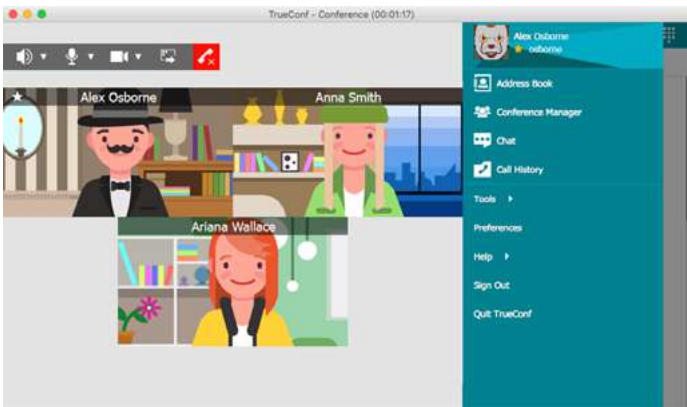 TrueConf - Conference (00:01:17)
Alex Osborne
Anna Smith
Ariana Wallace
Alex Osborne
osborne
Address Book
Conference Manager
Chat
Call History
Tools
Preferences
Help
Sign Out
Quit TrueConf